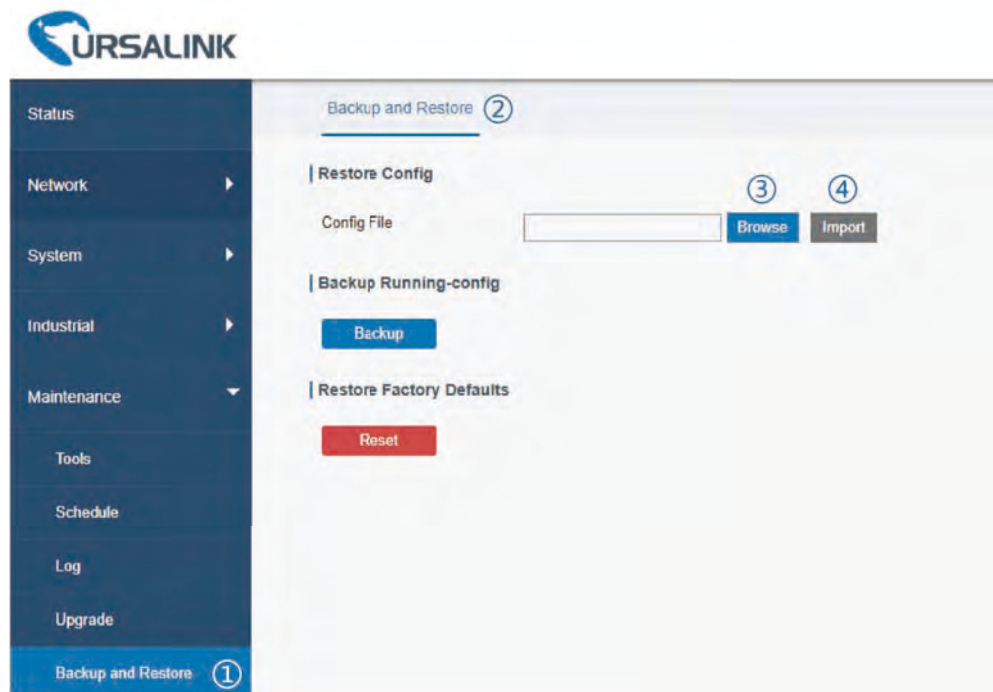 URSALINK
Status
Network
System
Industrial
Maintenance
Tools
Schedule
Log
Upgrade
Backup and Restore ①
Backup and Restore ②
Restore Config
③ ④
Config File Browse Import
Backup Running-config
Backup
Restore Factory Defaults
Reset